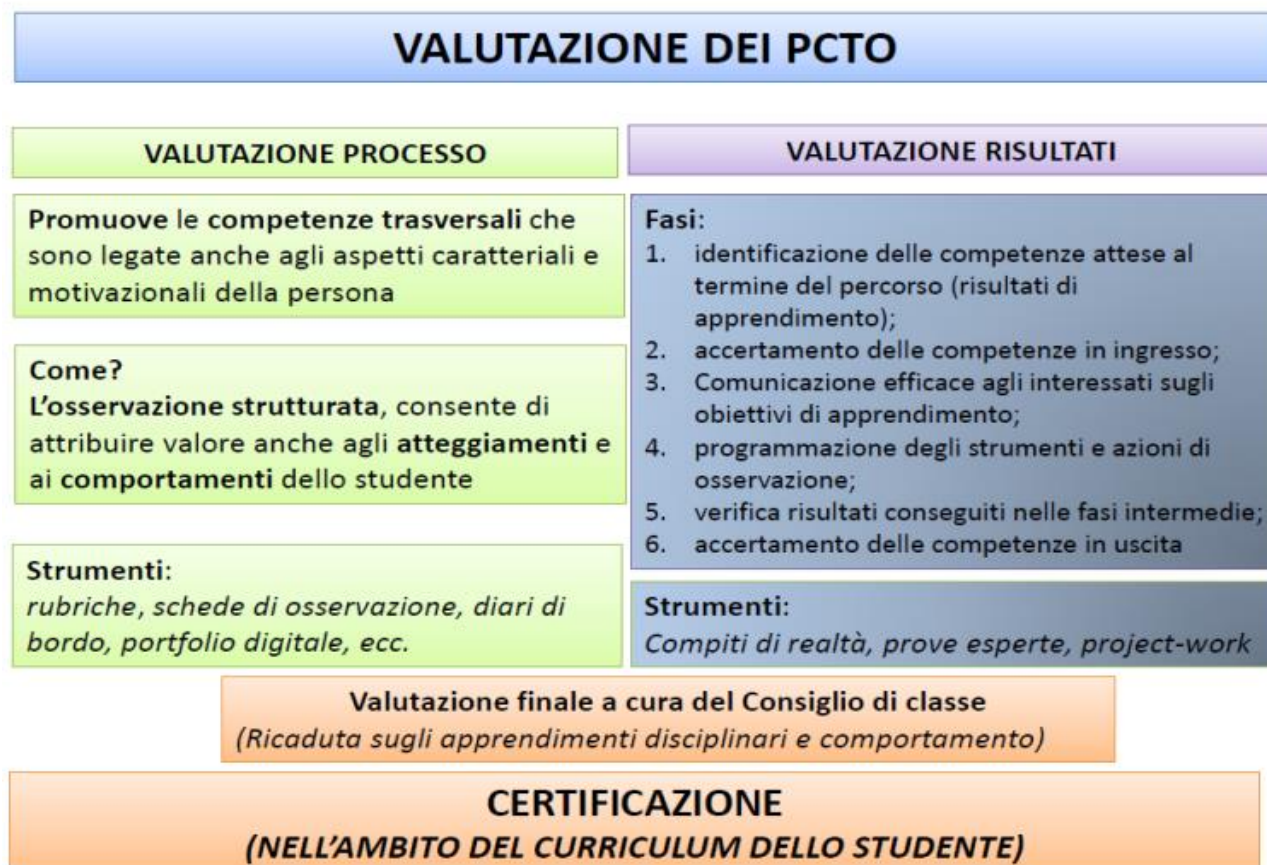 VALUTAZIONE DEI PCTO
VALUTAZIONE PROCESSO
Promuove le competenze trasversali che
sono legate anche agli aspetti caratteriali e
motivazionali della persona
Come?
L'osservazione strutturata, consente di
attribuire valore anche agli atteggiamenti e
ai comportamenti dello studente
Strumenti:
rubriche, schede di osservazione, diari di
bordo, portfolio digitale, ecc.
VALUTAZIONE RISULTATI
Fasi:
1. identificazione delle competenze attese al
termine del percorso (risultati di
apprendimento);
2. accertamento delle competenze in ingresso;
3. Comunicazione efficace agli interessati sugli
obiettivi di apprendimento;
4. programmazione degli strumenti e azioni di
osservazione;
5. verifica risultati conseguiti nelle fasi intermedie;
6. accertamento delle competenze in uscita
Strumenti:
Compiti di realtà, prove esperte, project-work
Valutazione finale a cura del Consiglio di classe
(Ricaduta sugli apprendimenti disciplinari e comportamento)
CERTIFICAZIONE
(NELL'AMBITO DEL CURRICULUM DELLO STUDENTE)